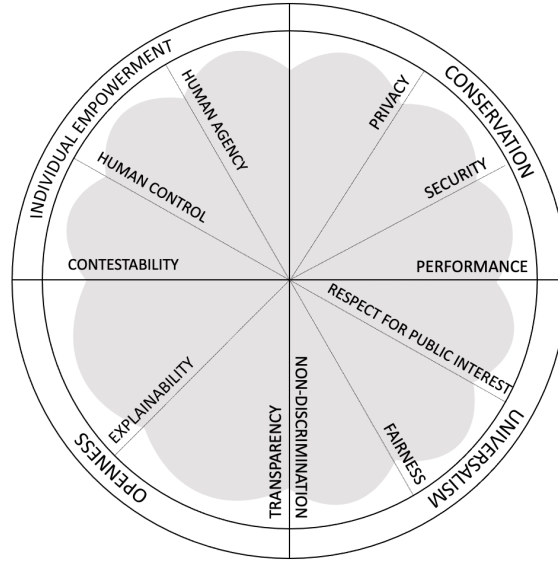 INDIVIDUAL EMPOWERMENT
CONSERVATION
HUMAN AGENCY
PRIVACY
HUMAN CONTROL
SECURITY
CONTESTABILITY
PERFORMANCE
RESPECT FOR PUBLIC INTEREST
EXPLAINABILITY
TRANSPARENCY
NON-DISCRIMINATION
FAIRNESS
OPENNESS
UNIVERSALISM